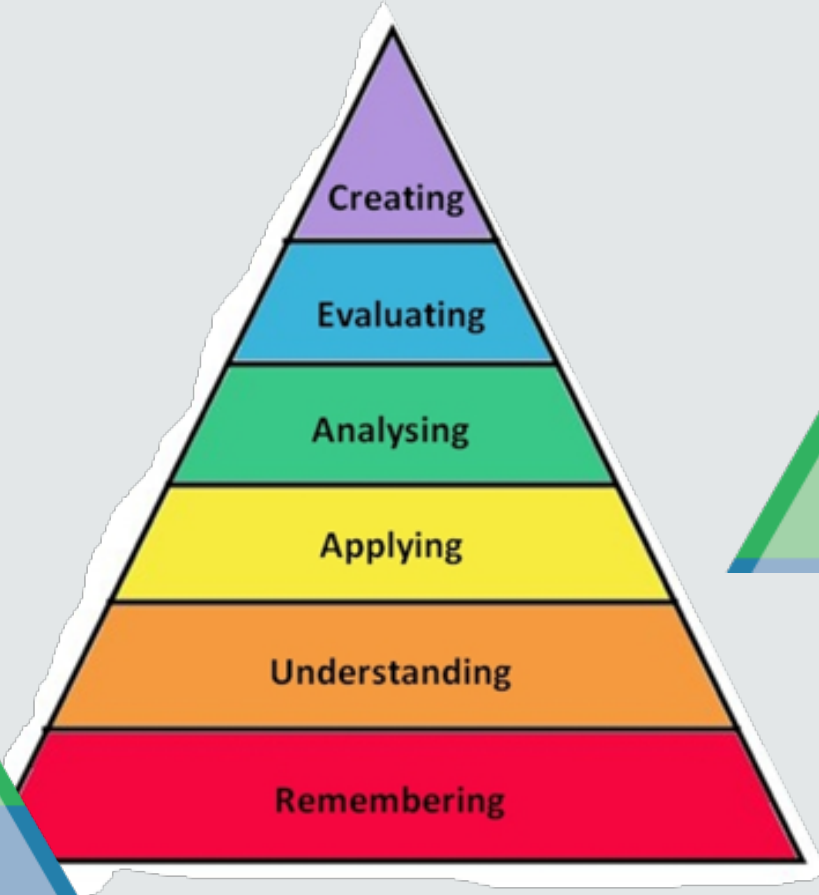 Creating
Evaluating
Analysing
Applying
Understanding
Remembering